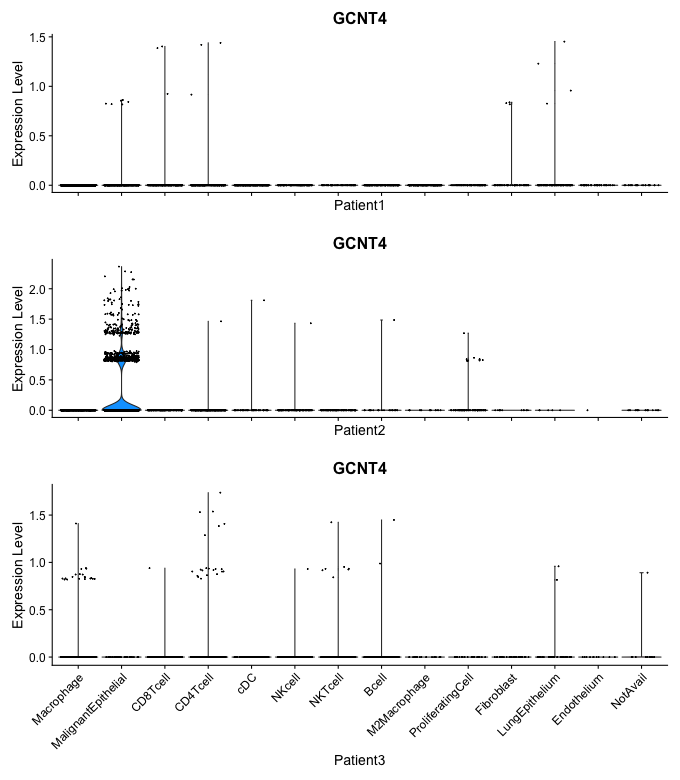 GCNT4
Expression Level
1.5
1.0
0.5
0.0
Patient1
GCNT4
Expression Level
2.0
1.5
1.0
0.5
0.0
Patient2
GCNT4
Expression Level
1.5
1.0
0.5
0.0
Macrophage
MalignantEpithelial
CD8Tcell
CD4Tcell
cDC
NKcell
NKTcell
Bcell
M2Macrophage
ProliferatingCell
Fibroblast
LungEpithelium
Endothelium
NotAvail
Patient3